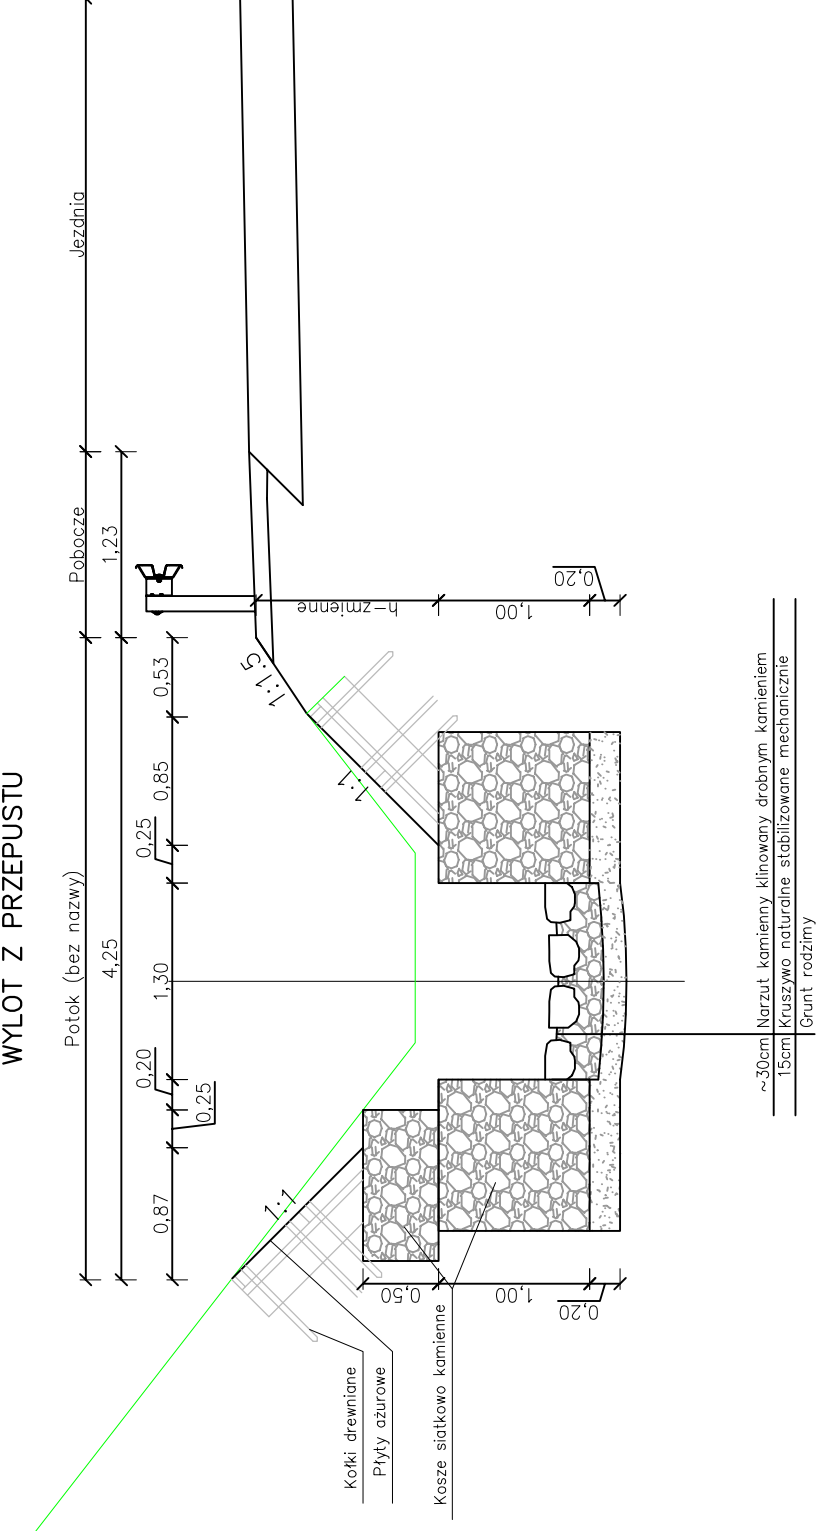 WYLOT Z PRZEPUSTU
Potok (bez nazwy)
Pobocze
Jezdnia
4,25
1,23
0,87
0,25
0,20
1,30
0,25
0,85
0,53
1:1
1:1
1:1.5
h-zmienne
1,00
0,20
0,50
1,00
0,20
Kołki drewniane
Płyty ażurowe
Kosze siatkowo kamienne
~30cm Narzut kamienny klinowany drobnym kamieniem
15cm Kruszywo naturalne stabilizowane mechanicznie
Grunt rodzimy